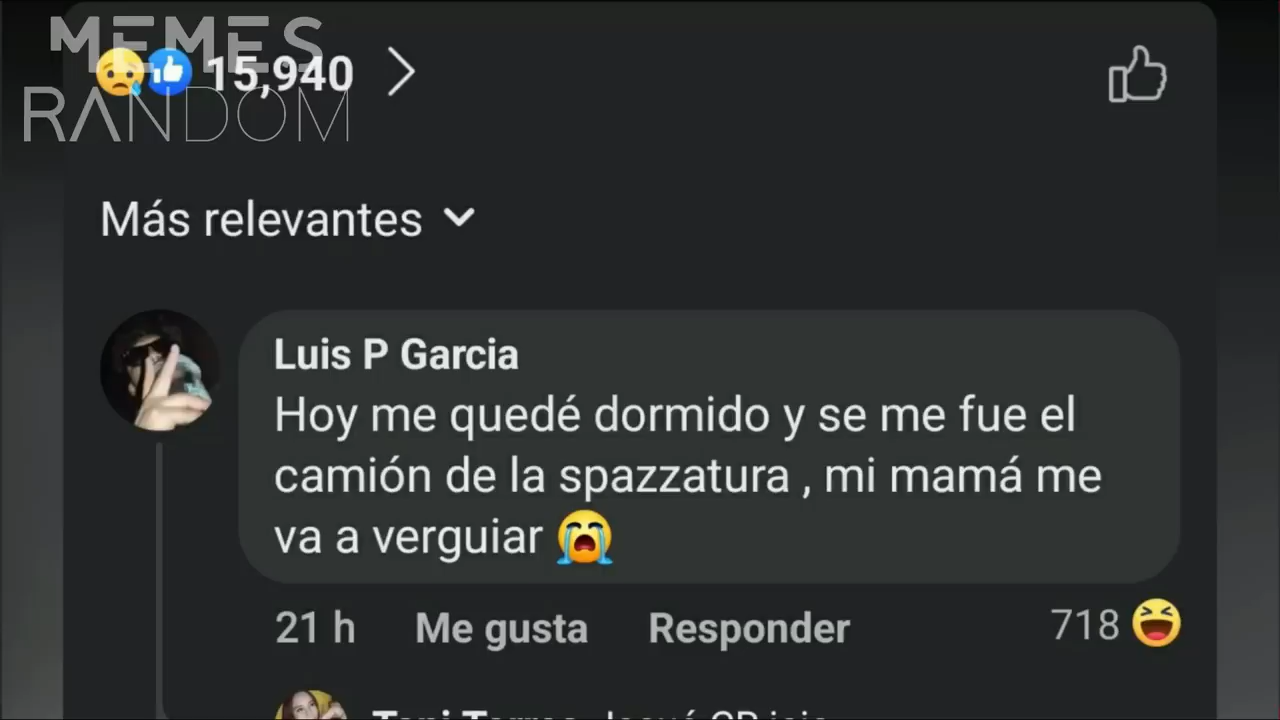 MEMES
RANDOM
15,940
Más relevantes
Luis P Garcia
Hoy me quedé dormido y se me fue el
camión de la spazzatura , mi mamá me
va a verguiar
21 h Me gusta Responder 718